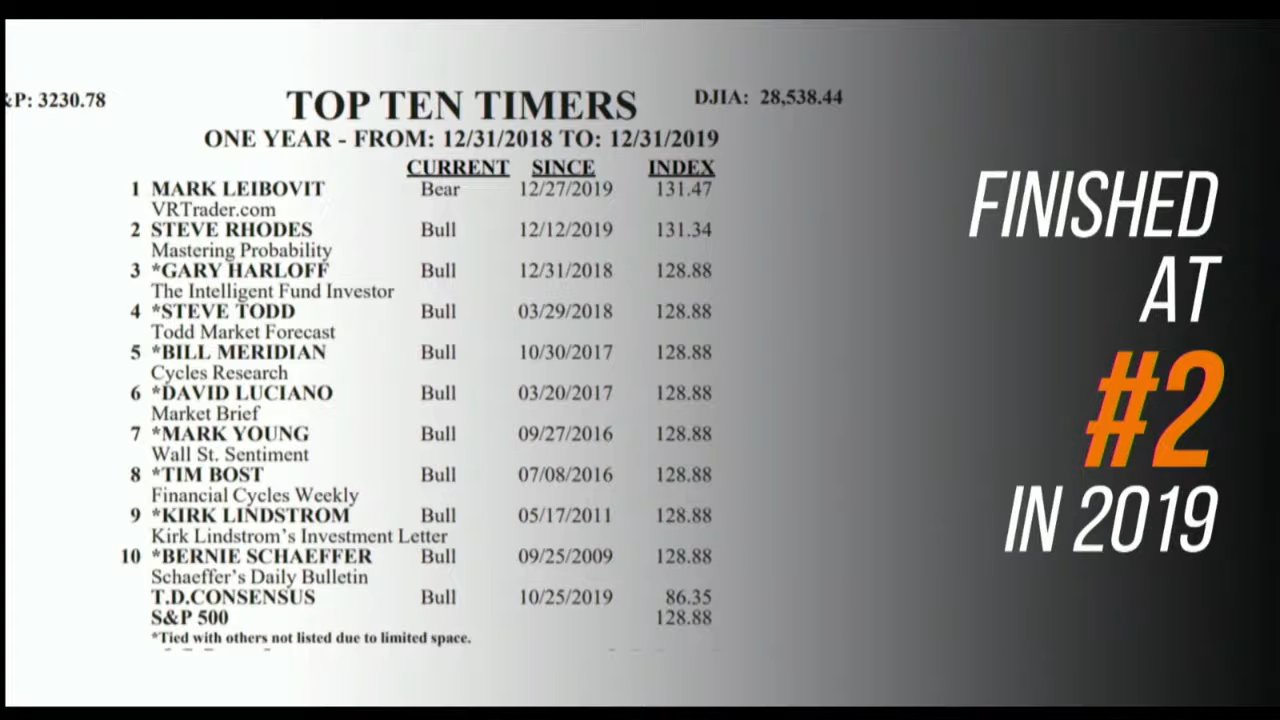 &P: 3230.78
TOP TEN TIMERS
DJIA: 28,538.44
ONE YEAR - FROM: 12/31/2018 TO: 12/31/2019
CURRENT SINCE INDEX
1 MARK LEIBOVIT Bear 12/27/2019 131.47
VRTrader.com
2 STEVE RHODES Bull 12/12/2019 131.34
Mastering Probability
3 *GARY HARLOFF Bull 12/31/2018 128.88
The Intelligent Fund Investor
4 *STEVE TODD Bull 03/29/2018 128.88
Todd Market Forecast
5 *BILL MERIDIAN Bull 10/30/2017 128.88
Cycles Research
6 *DAVID LUCIANO Bull 03/20/2017 128.88
Market Brief
7 *MARK YOUNG Bull 09/27/2016 128.88
Wall St. Sentiment
8 *TIM BOST Bull 07/08/2016 128.88
Financial Cycles Weekly
9 *KIRK LINDSTROM Bull 05/17/2011 128.88
Kirk Lindstrom's Investment Letter
10 *BERNIE SCHAEFFER Bull 09/25/2009 128.88
Schaeffer's Daily Bulletin
T.D.CONSENSUS Bull 10/25/2019 86.35
S&P 500 128.88
*Tied with others not listed due to limited space.
FINISHED
AT
#2
IN 2019